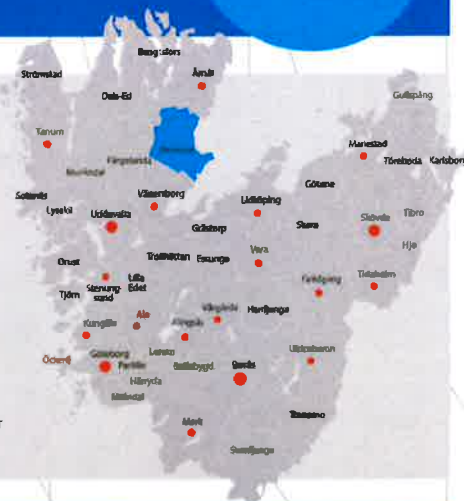 Bengtsfors
Strömstad
Åmål
Dals-Ed
Gullspång
Tanum
Mariestad
Färgelanda
Töreboda
Karlsborg
Munkedal
Götene
Sotenäs
Vänersborg
Lysekil
Uddevalla
Lidköping
Skara
Skövde
Tibro
Grästorp
Hjo
Orust
Trollhättan
Essunga
Vara
Falköping
Tidaholm
Tjörn
Stenung-
sund
Lilla
Edet
Ale
Vårgårda
Herrljunga
Kungälv
Alingsås
Ulricehamn
Öckerö
Göteborg
Partille
Lerum
Bollebygd
Borås
Härryda
Mölndal
Mark
Tranemo
Svenljunga